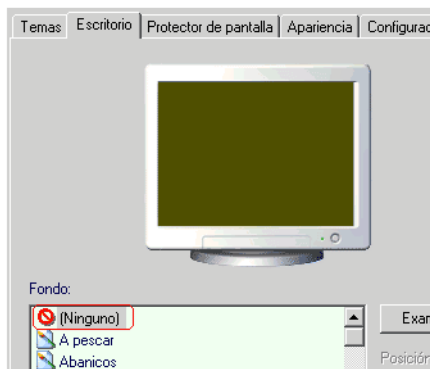 Temas Escritorio Protector de pantalla Apariencia
Fondo:
(Ninguno)
A pescar
Abanicos